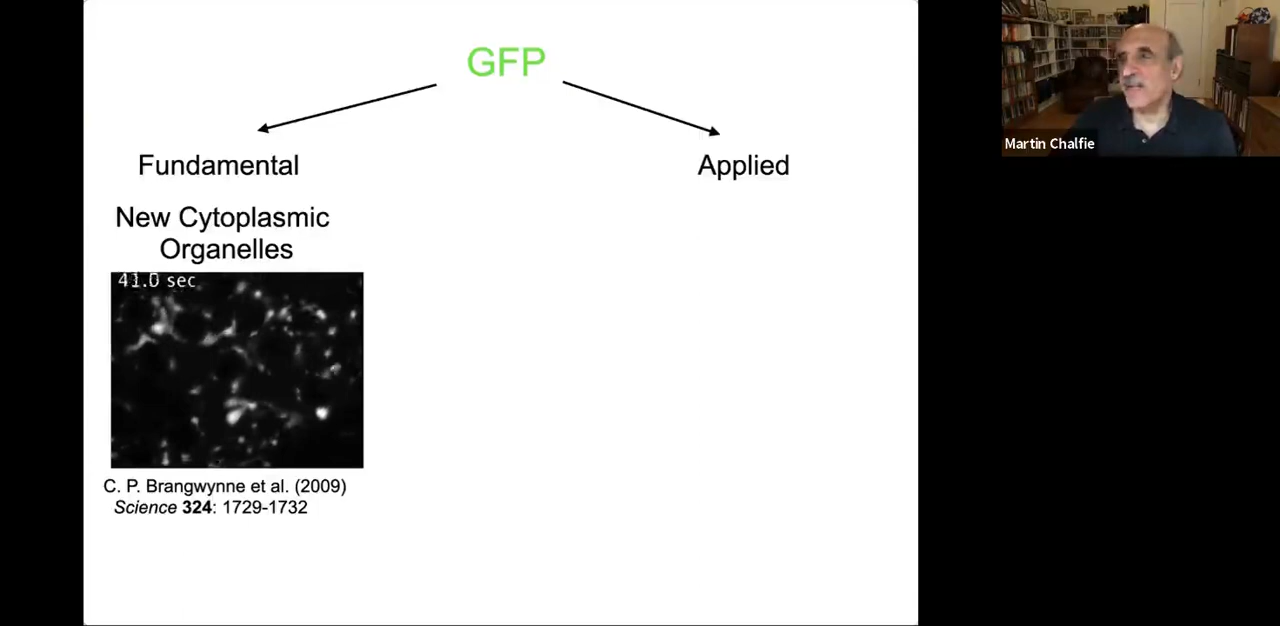 GFP
Fundamental
Applied
New Cytoplasmic
Organelles
41.0 sec
C. P. Brangwynne et al. (2009)
Science 324: 1729-1732
Martin Chalfie